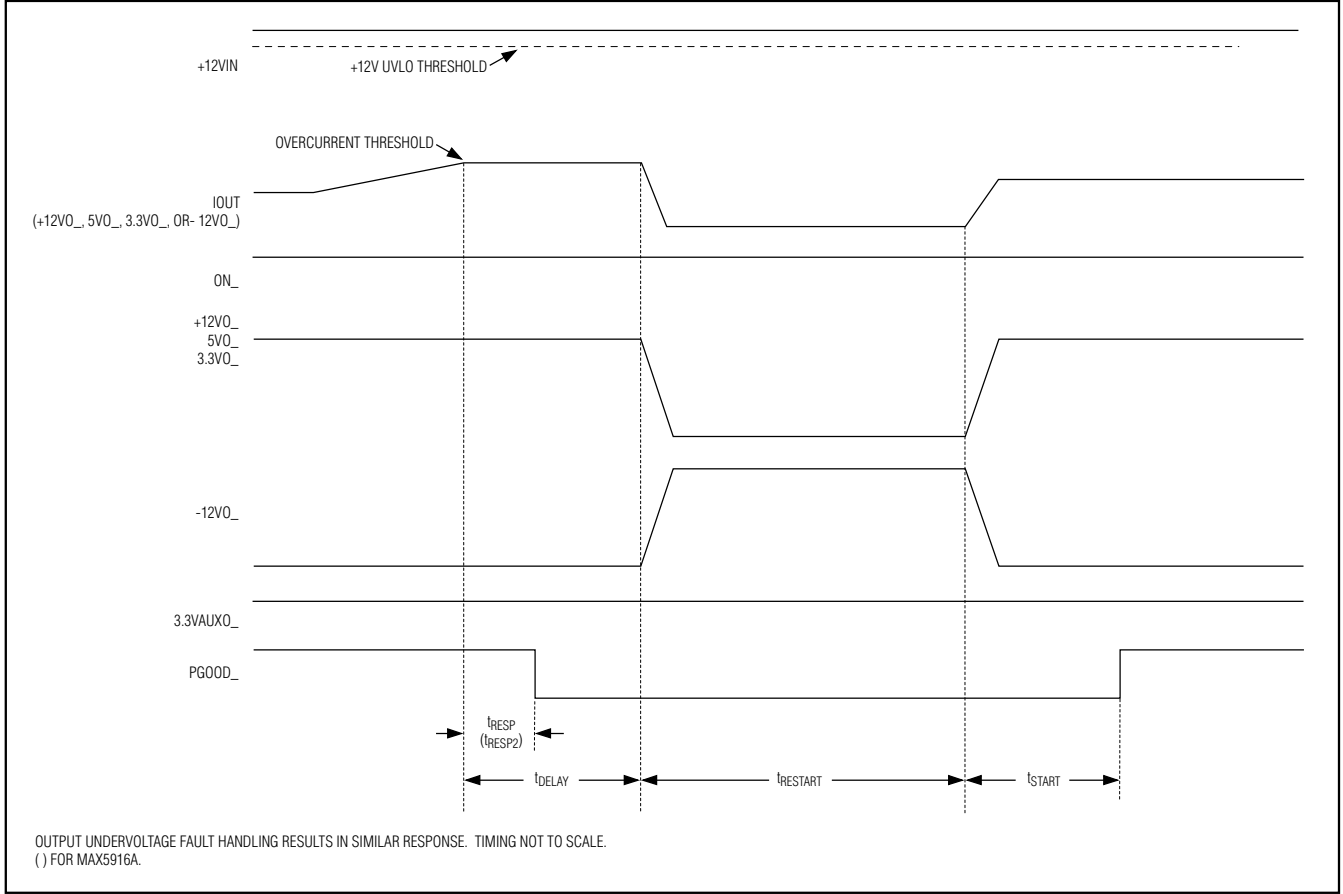 +12VIN
+12V UVLO THRESHOLD
OVERCURRENT THRESHOLD
IOUT
(+12VO_, 5VO_, 3.3VO_, OR- 12VO_)
ON_
+12VO_
5VO_
3.3VO_
-12VO_
3.3VAUXO_
PGOOD_
tRESP
(tRESP2)
tDELAY
tRESTART
tSTART
OUTPUT UNDERVOLTAGE FAULT HANDLING RESULTS IN SIMILAR RESPONSE. TIMING NOT TO SCALE.
( ) FOR MAX5916A.